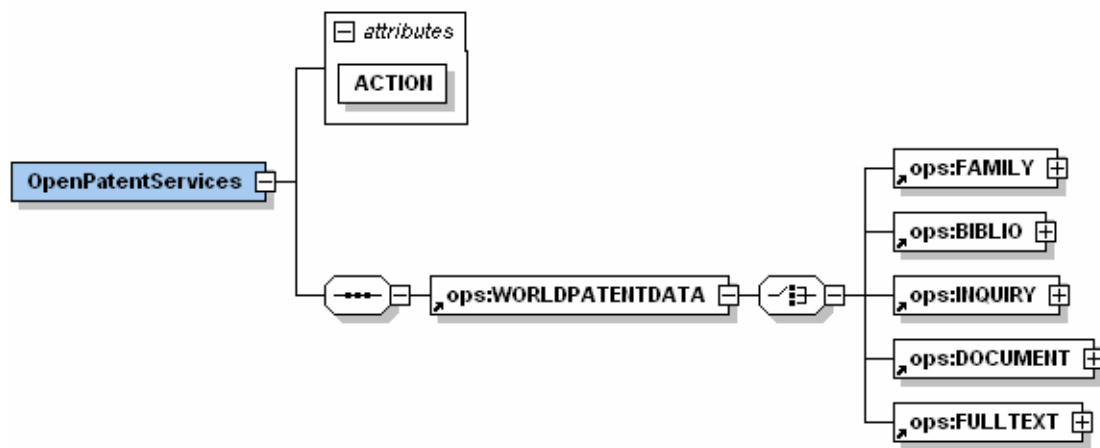 attributes
ACTION
OpenPatentServices
ops:FAMILY
ops:BIBLIO
ops:INQUIRY
ops:WORLDPATENTDATA
ops:DOCUMENT
ops:FULLTEXT